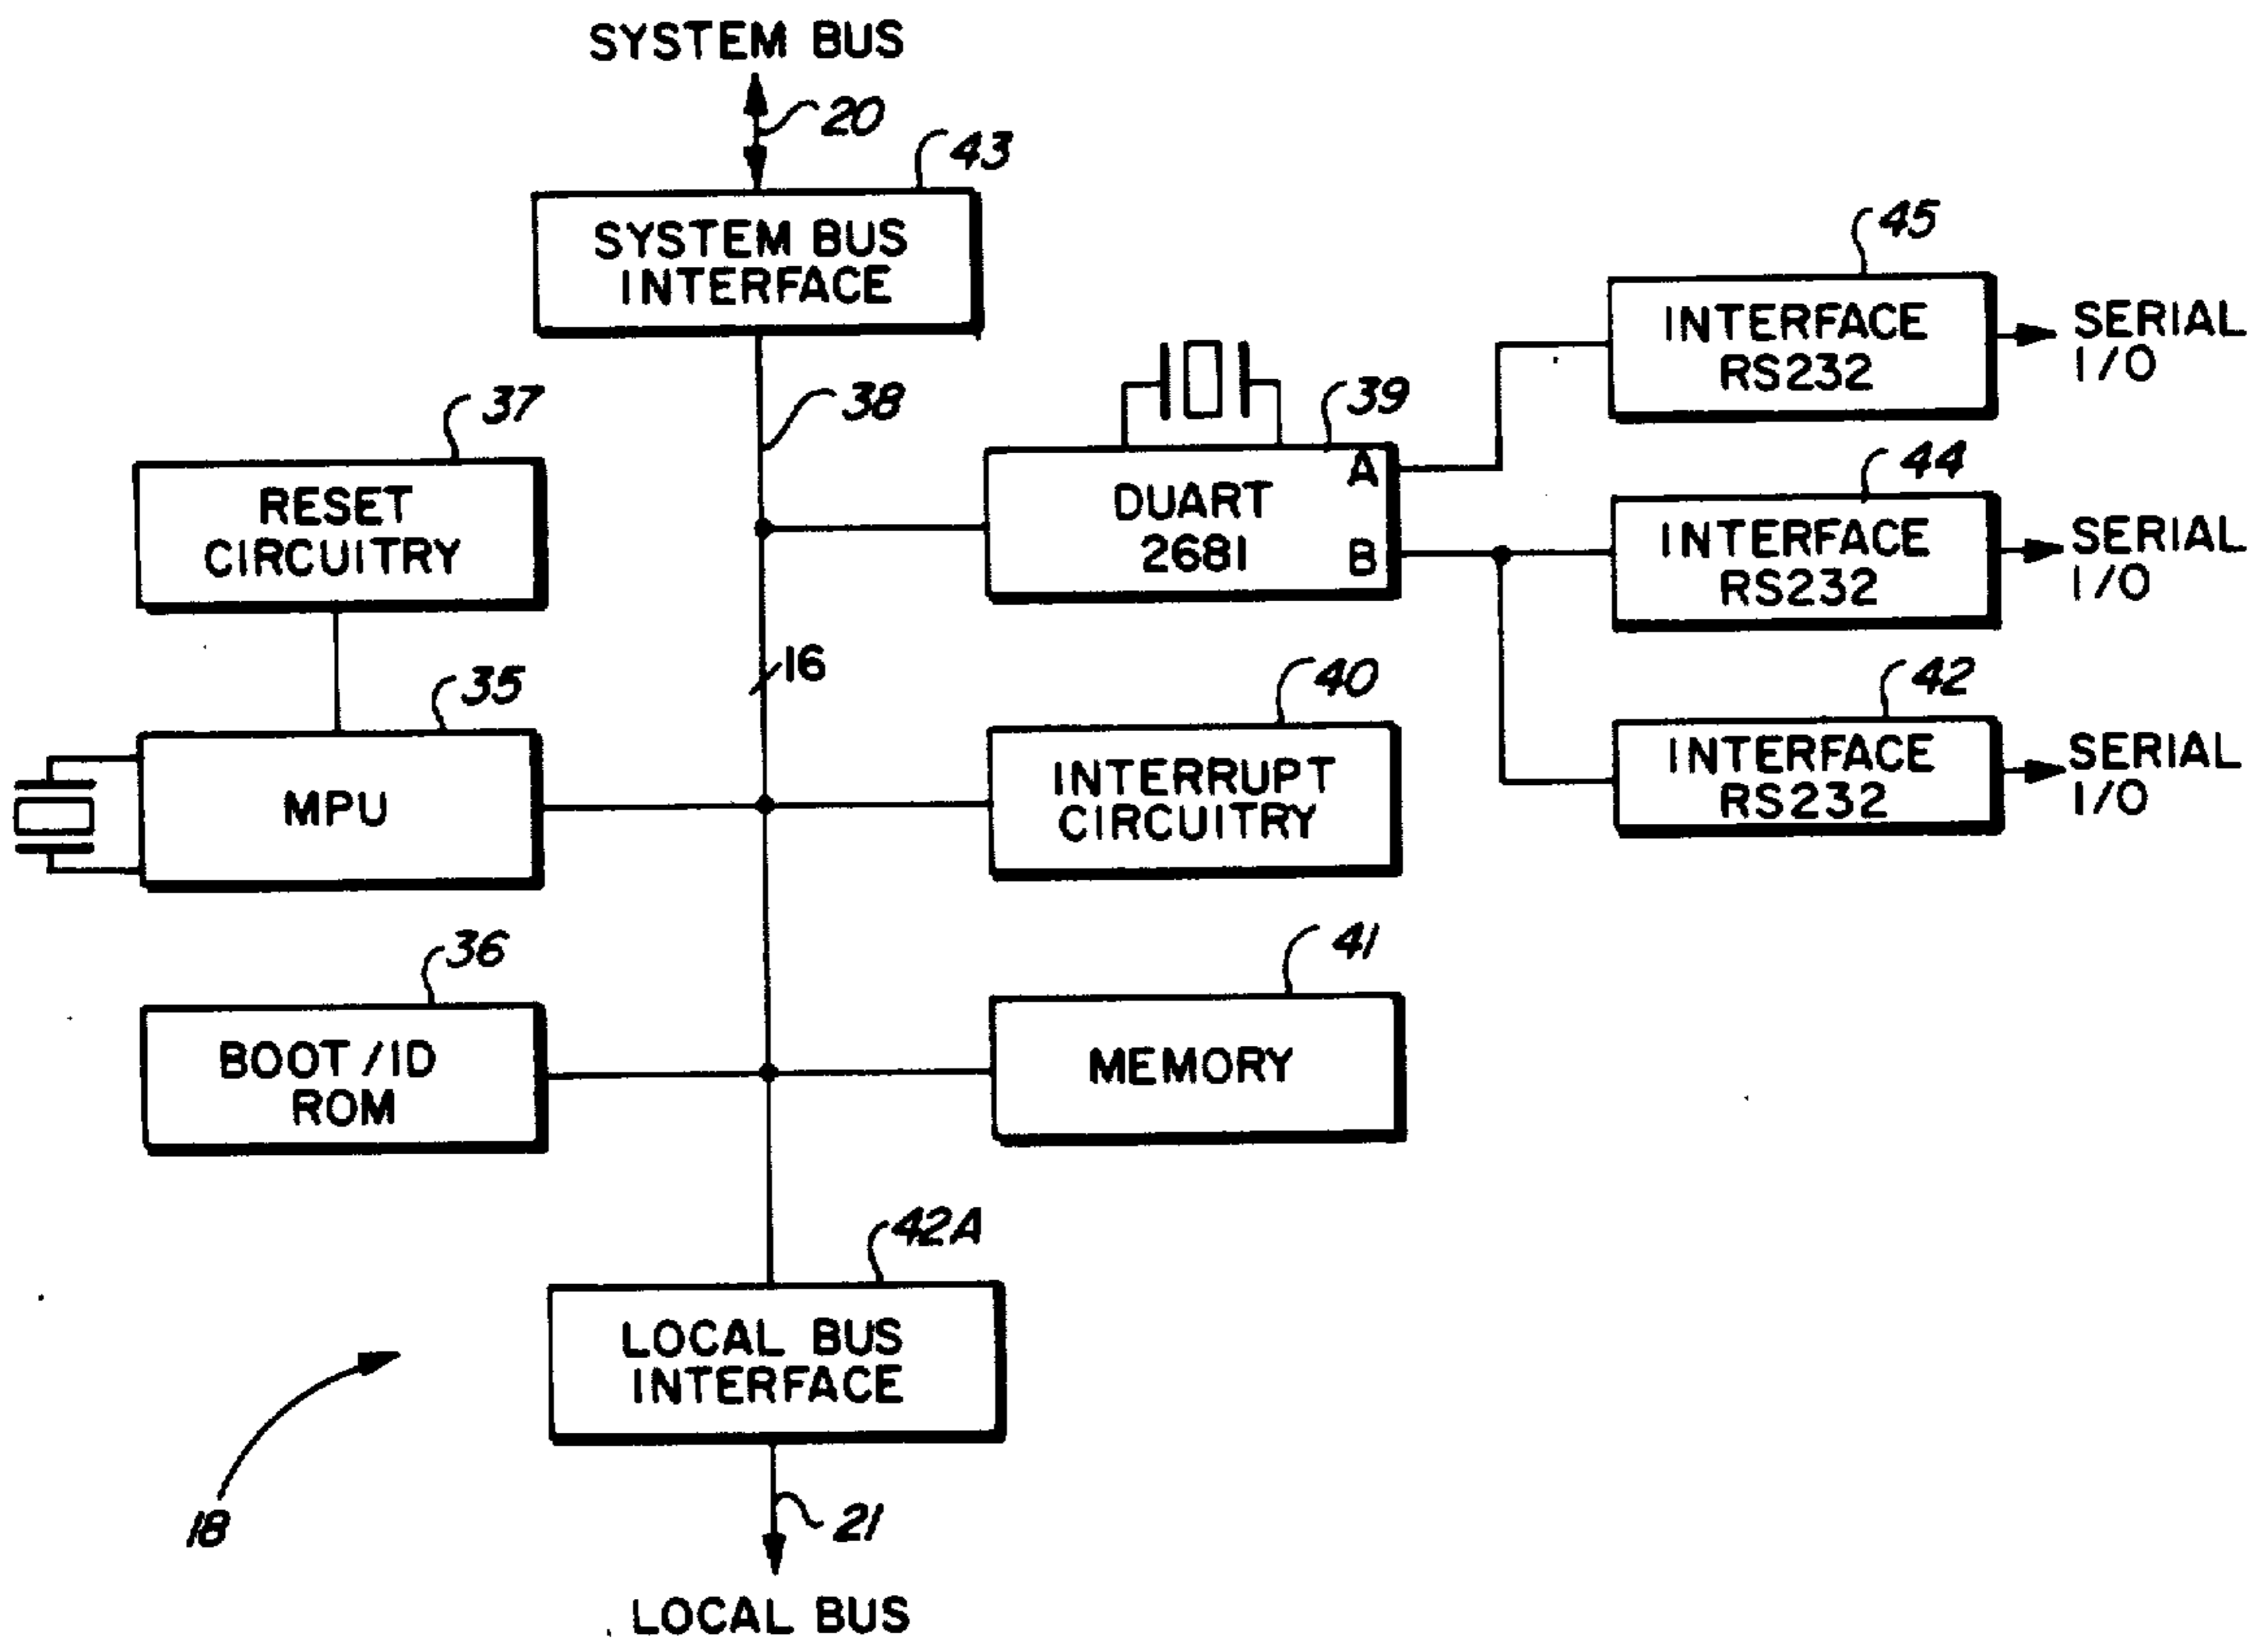 SYSTEM BUS
20
43
SYSTEM BUS
INTERFACE
45
INTERFACE
RS232
SERIAL
I/O
37
38
39
RESET
CIRCUITRY
DUART
2681
A
B
44
INTERFACE
RS232
SERIAL
I/O
16
35
40
42
MPU
INTERRUPT
CIRCUITRY
INTERFACE
RS232
SERIAL
I/O
36
41
BOOT/ID
ROM
MEMORY
42A
LOCAL BUS
INTERFACE
18
21
LOCAL BUS